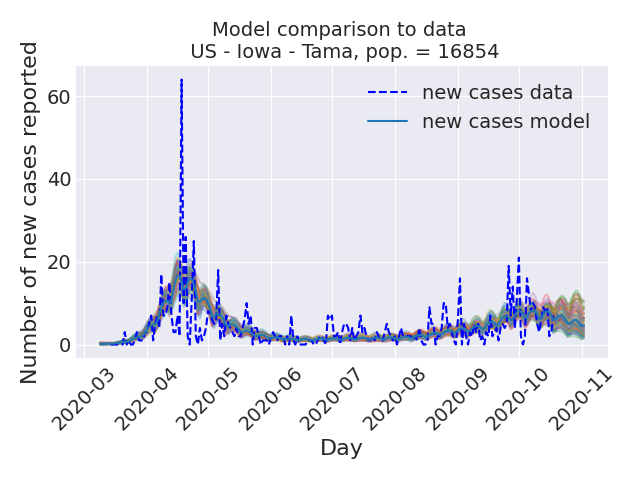 Model comparison to data
US - Iowa - Tama, pop. = 16854
new cases data
new cases model
Number of new cases reported
60
40
20
0
2020-03
2020-04
2020-05
2020-06
2020-07
2020-08
2020-09
2020-10
2020-11
Day